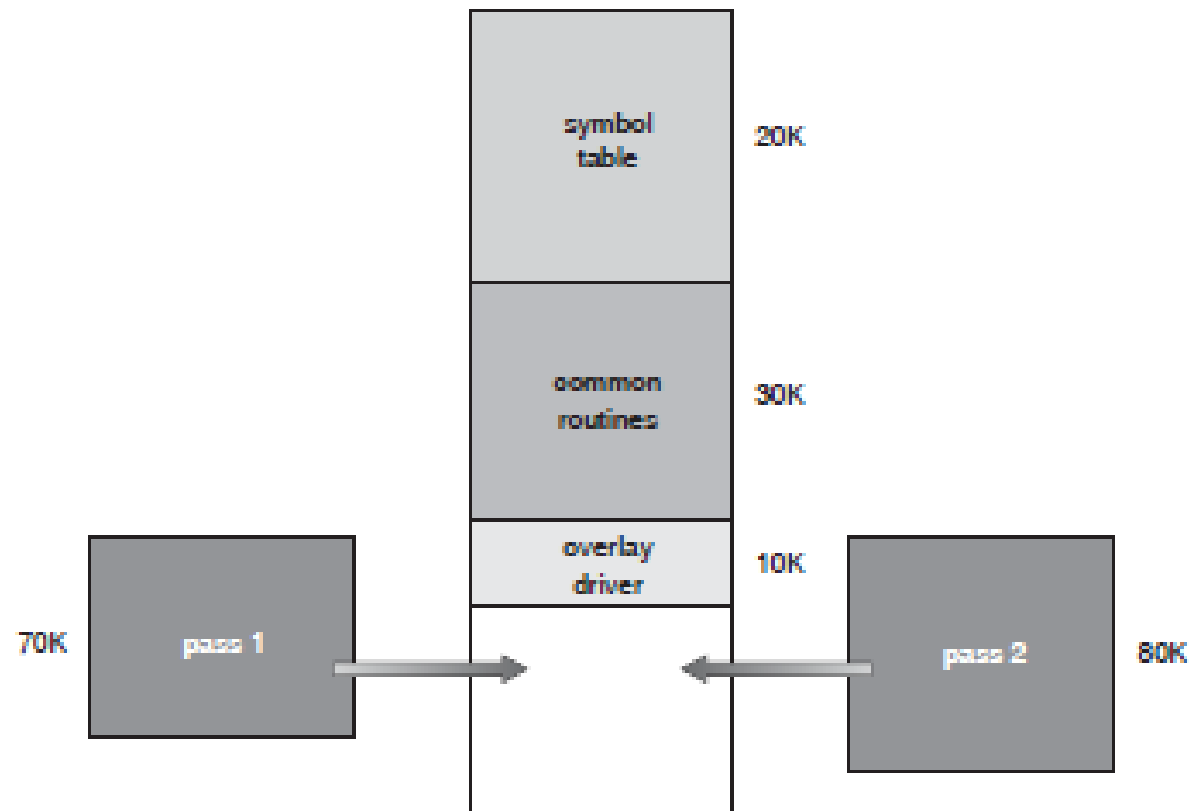 symbol
table
20K
common
routines
30K
overlay
driver
10K
70K
pass 1
pass 2
80K